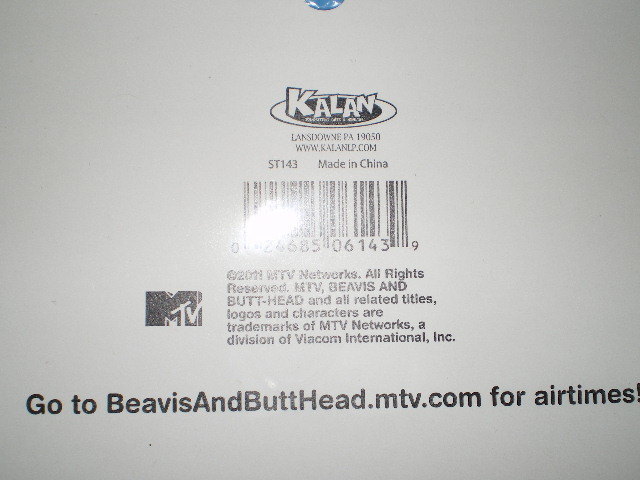 KALAN
LANSDOWNE PA 19050
WWW.KALANLP.COM
ST143 Made in China
0 24685 06143 9
©2011 MTV Networks. All Rights
Reserved. MTV, BEAVIS AND
BUTT-HEAD and all related titles,
logos and characters are
trademarks of MTV Networks, a
division of Viacom International, Inc.
MTV
Go to BeavisAndButtHead.mtv.com for airtimes!